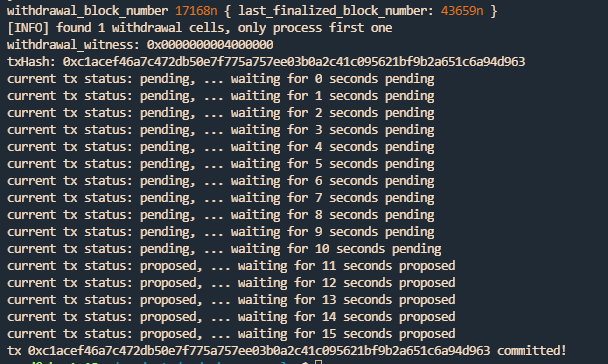 withdrawal_block_number 17168n { last_finalized_block_number: 43659n }
[INFO] found 1 withdrawal cells, only process first one
withdrawal_witness: 0x0000000004000000
txHash: 0xc1acef46a7c472db50e7f775a757ee03b0a2c41c095621bf9b2a651c6a94d963
current tx status: pending, ... waiting for 0 seconds pending
current tx status: pending, ... waiting for 1 seconds pending
current tx status: pending, ... waiting for 2 seconds pending
current tx status: pending, ... waiting for 3 seconds pending
current tx status: pending, ... waiting for 4 seconds pending
current tx status: pending, ... waiting for 5 seconds pending
current tx status: pending, ... waiting for 6 seconds pending
current tx status: pending, ... waiting for 7 seconds pending
current tx status: pending, ... waiting for 8 seconds pending
current tx status: pending, ... waiting for 9 seconds pending
current tx status: pending, ... waiting for 10 seconds pending
current tx status: proposed, ... waiting for 11 seconds proposed
current tx status: proposed, ... waiting for 12 seconds proposed
current tx status: proposed, ... waiting for 13 seconds proposed
current tx status: proposed, ... waiting for 14 seconds proposed
current tx status: proposed, ... waiting for 15 seconds proposed
tx 0xc1acef46a7c472db50e7f775a757ee03b0a2c41c095621bf9b2a651c6a94d963 committed!